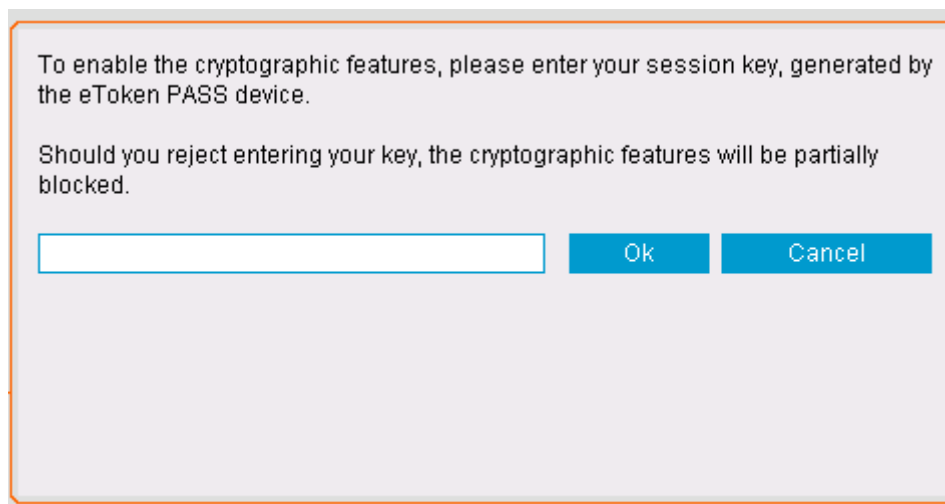 To enable the cryptographic features, please enter your session key, generated by
the eToken PASS device.
Should you reject entering your key, the cryptographic features will be partially
blocked.
Ok
Cancel